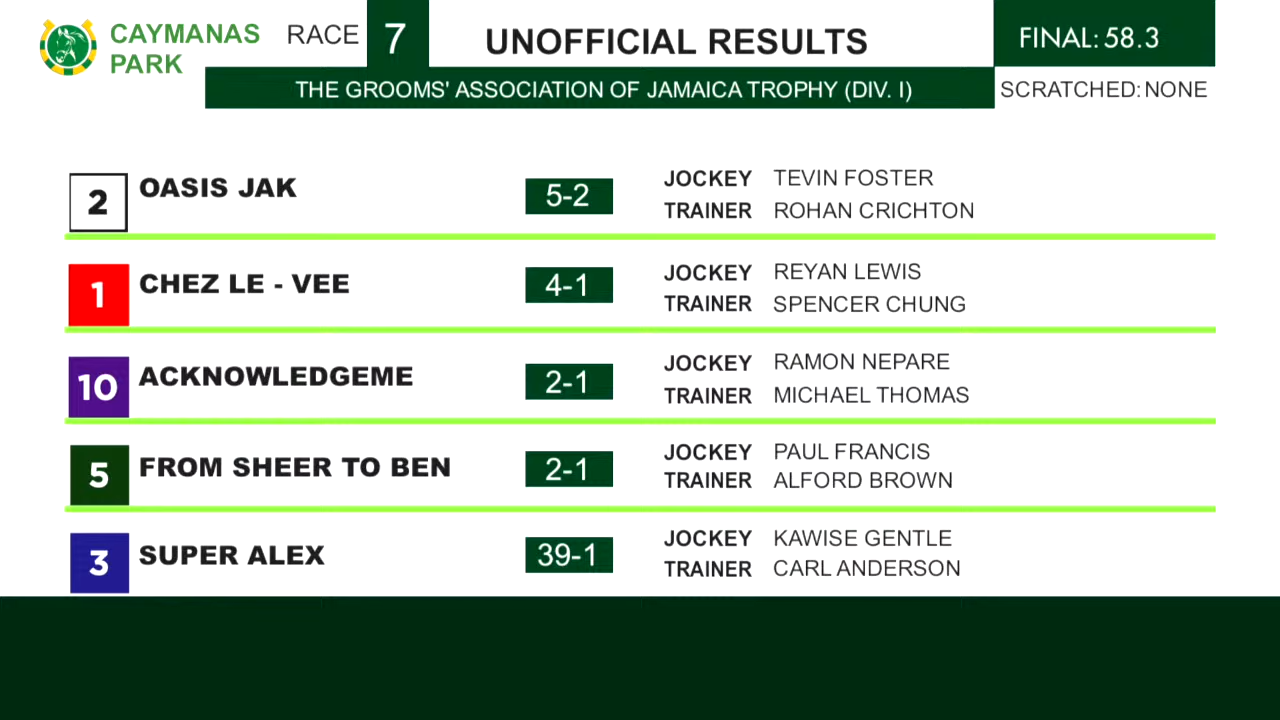 CAYMANAS PARK
RACE 7
UNOFFICIAL RESULTS
FINAL: 58.3
THE GROOMS' ASSOCIATION OF JAMAICA TROPHY (DIV. I)
SCRATCHED: NONE
2 OASIS JAK 5-2 JOCKEY TEVIN FOSTER
TRAINER ROHAN CRICHTON
1 CHEZ LE - VEE 4-1 JOCKEY REYAN LEWIS
TRAINER SPENCER CHUNG
10 ACKNOWLEDGEME 2-1 JOCKEY RAMON NEPARE
TRAINER MICHAEL THOMAS
5 FROM SHEER TO BEN 2-1 JOCKEY PAUL FRANCIS
TRAINER ALFORD BROWN
3 SUPER ALEX 39-1 JOCKEY KAWISE GENTLE
TRAINER CARL ANDERSON